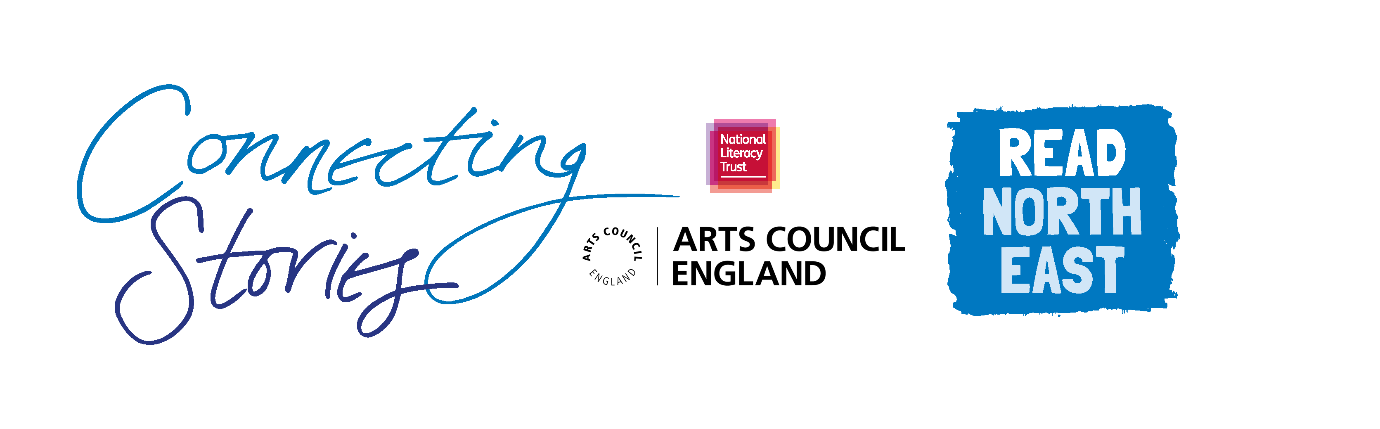 Connecting
Stories
National
Literacy
Trust
ARTS COUNCIL
ENGLAND
ARTS COUNCIL
ENGLAND
READ
NORTH
EAST